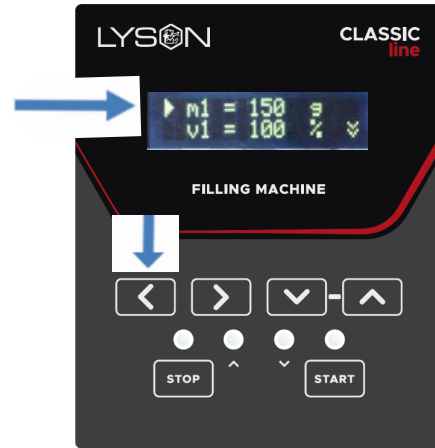 LYSON
CLASSIC
line
m1 = 150 g
v1 = 100 %
FILLING MACHINE
STOP
START